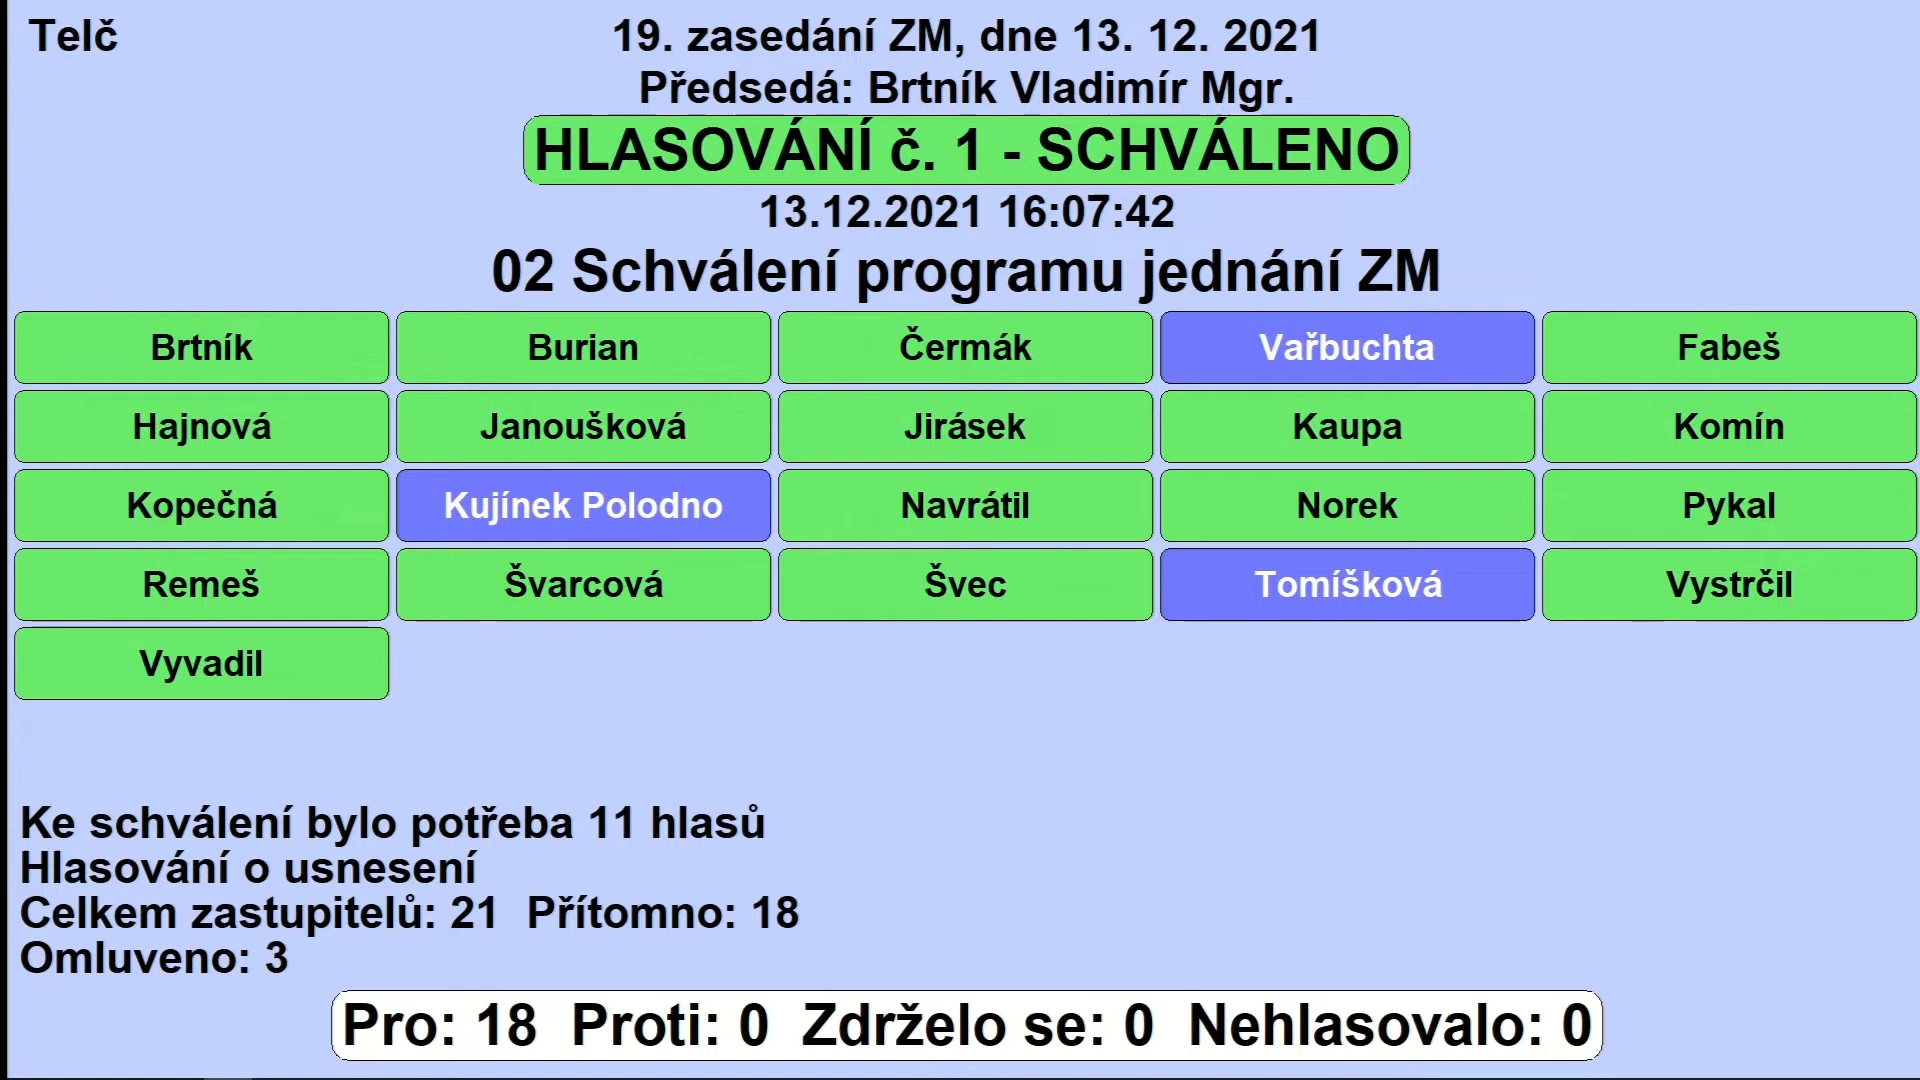 Telč
19. zasedání ZM, dne 13. 12. 2021
Předsedá: Brtník Vladimír Mgr.
HLASOVÁNÍ č. 1 - SCHVÁLENO
13.12.2021 16:07:42
02 Schválení programu jednání ZM
Brtník Burian Čermák Vařbuchta Fabeš
Hajnová Janoušková Jirásek Kaupa Komín
Kopečná Kujínek Polodno Navrátil Norek Pykal
Remeš Švarcová Švec Tomíšková Vystrčil
Vyvadil
Ke schválení bylo potřeba 11 hlasů
Hlasování o usnesení
Celkem zastupitelů: 21 Přítomno: 18
Omluveno: 3
Pro: 18 Proti: 0 Zdrželo se: 0 Nehlasovalo: 0